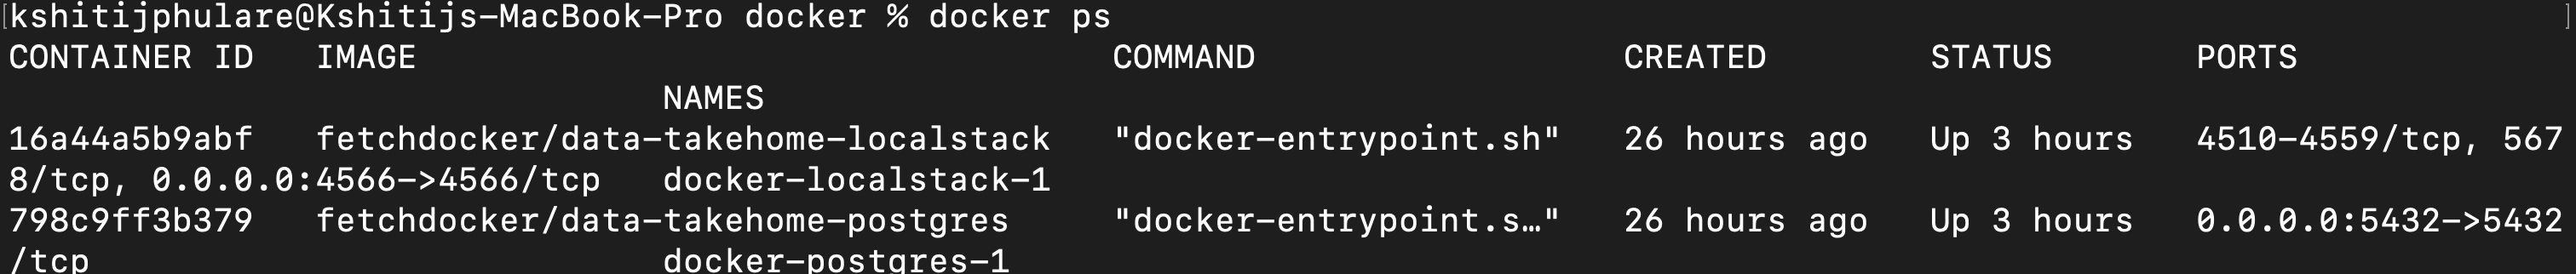 [kshitijphulare@Kshitijs-MacBook-Pro docker % docker ps ]
CONTAINER ID   IMAGE                                  COMMAND                  CREATED        STATUS       PORTS
                                NAMES
16a44a5b9abf   fetchdocker/data-takehome-localstack   "docker-entrypoint.sh"   26 hours ago   Up 3 hours   4510-4559/tcp, 567
8/tcp, 0.0.0.0:4566->4566/tcp   docker-localstack-1
798c9ff3b379   fetchdocker/data-takehome-postgres     "docker-entrypoint.s…"   26 hours ago   Up 3 hours   0.0.0.0:5432->5432
/tcp                            docker-postgres-1